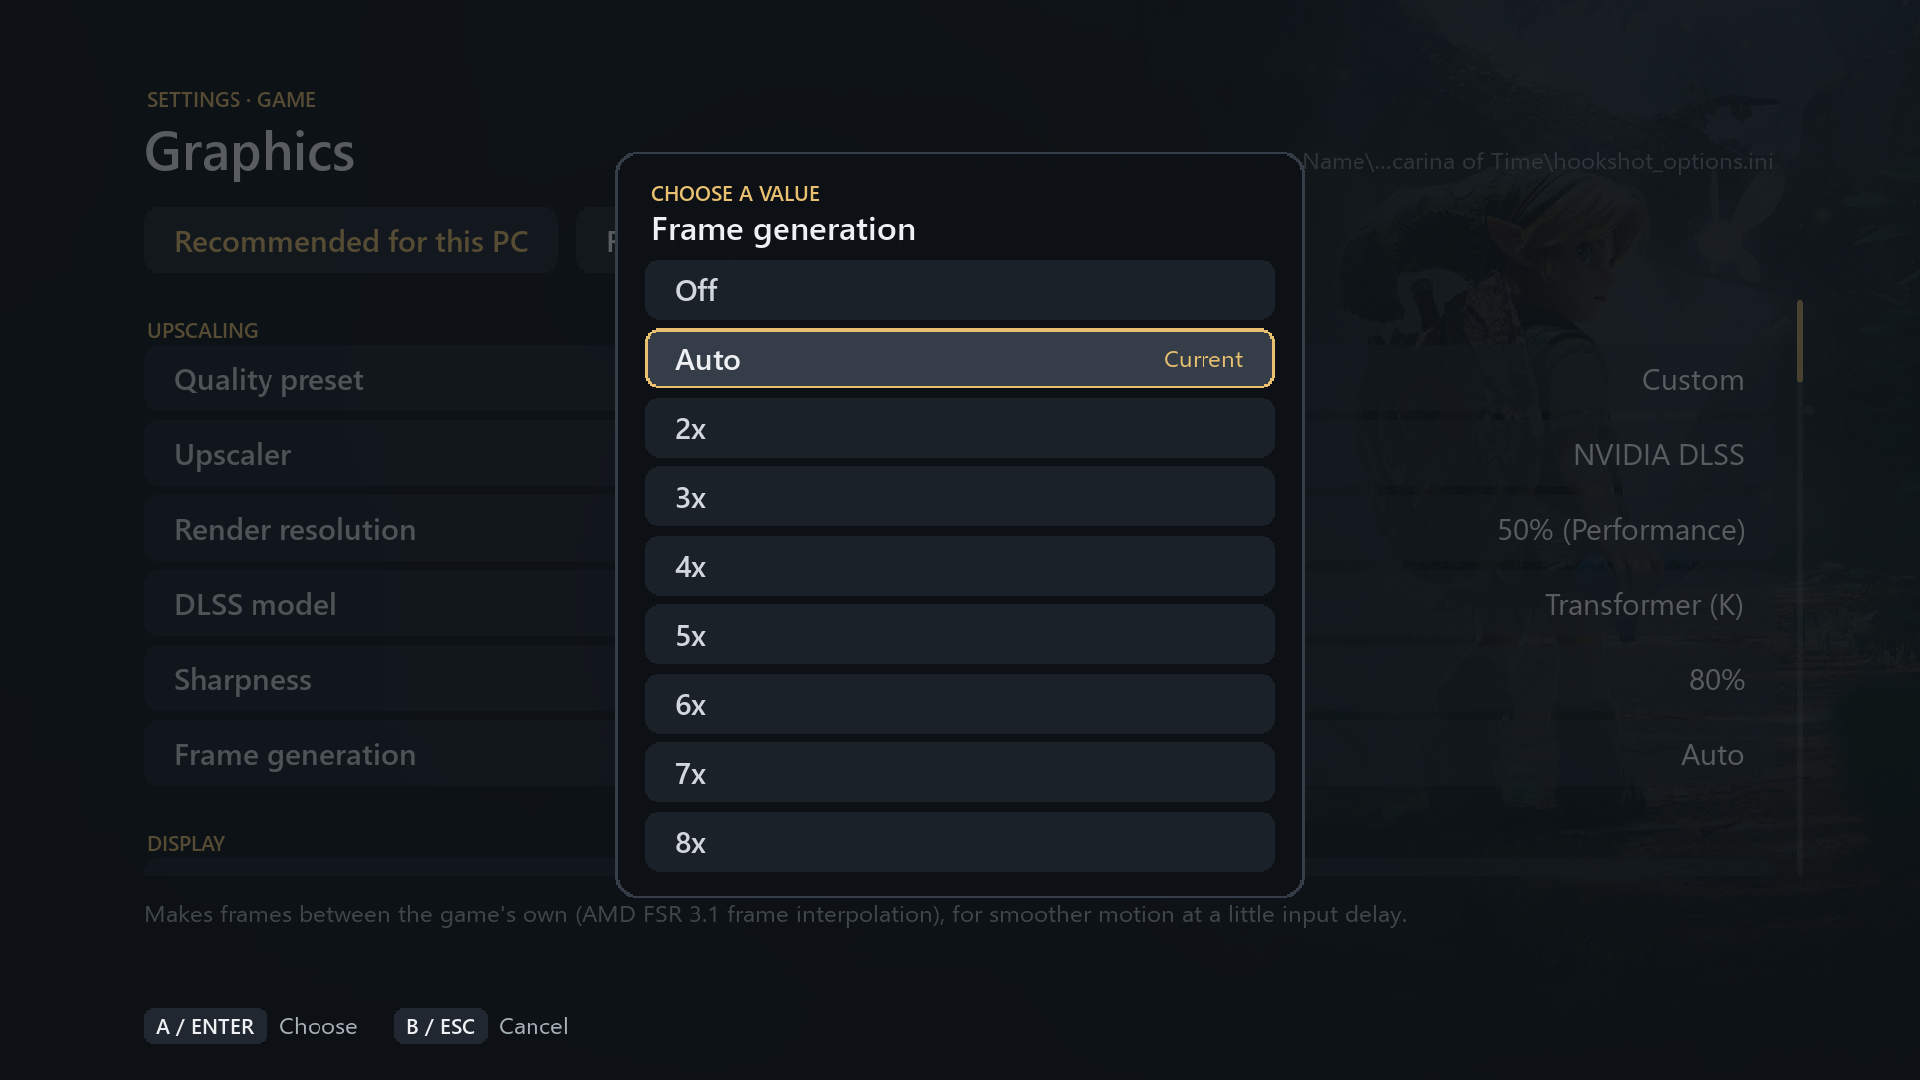 SETTINGS · GAME
Graphics
Name\...carina of Time\hookshot_options.ini
Recommended for this PC
CHOOSE A VALUE
Frame generation
Off
Auto Current
2x
3x
4x
5x
6x
7x
8x
UPSCALING
Quality preset Custom
Upscaler NVIDIA DLSS
Render resolution 50% (Performance)
DLSS model Transformer (K)
Sharpness 80%
Frame generation Auto
DISPLAY
Makes frames between the game's own (AMD FSR 3.1 frame interpolation), for smoother motion at a little input delay.
A / ENTER Choose B / ESC Cancel